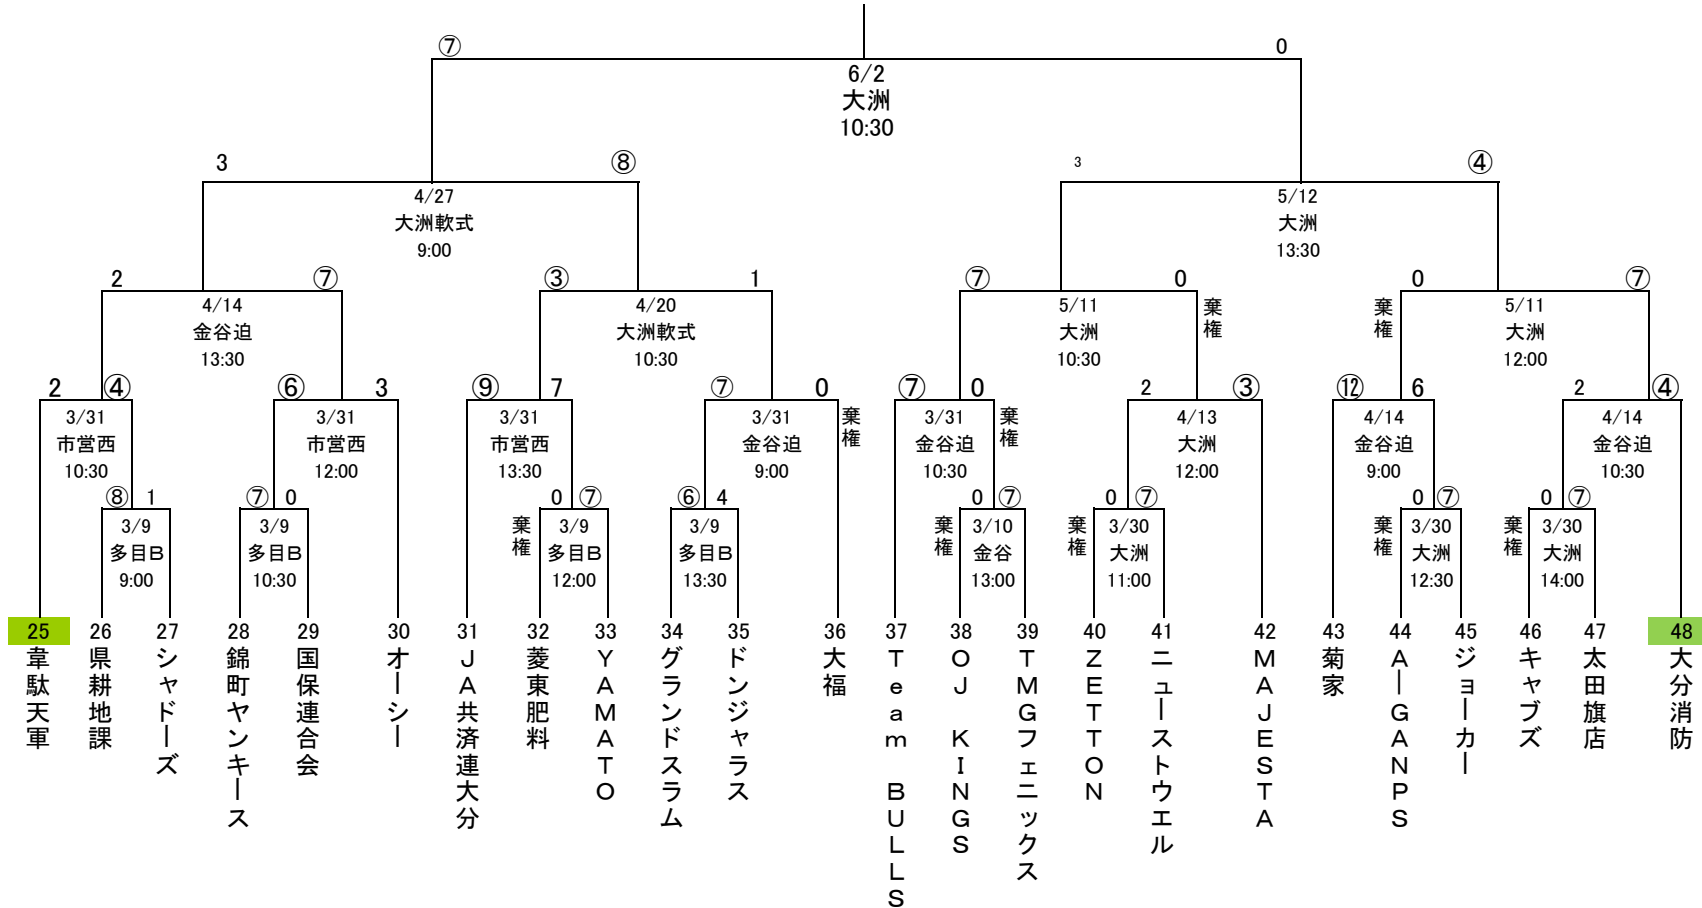 ⑦ 0
6/2
大洲
10:30
3 ⑧ 3 ④
4/27 5/12
大洲軟式 大洲
9:00 13:30
2 ⑦ ③ 1 ⑦ 0 0 ⑦
4/14 4/20 5/11 棄権 棄権 5/11
金谷迫 大洲軟式 大洲 大洲
13:30 10:30 10:30 12:00
2 ④ ⑥ 3 ⑨ 7 ⑦ 0 ⑦ 0 2 ③ ⑫ 6 2 ④
3/31 3/31 3/31 3/31 棄権 3/31 棄権 4/13 4/14 4/14
市営西 市営西 市営西 金谷迫 金谷迫 大洲 金谷迫 金谷迫
10:30 12:00 13:30 9:00 10:30 12:00 9:00 10:30
⑧ 1 ⑦ 0 0 ⑦ ⑥ 4 0 ⑦ 0 ⑦ 0 ⑦ 0 ⑦
3/9 3/9 棄権 3/9 3/9 棄権 3/10 棄権 3/30 棄権 3/30 棄権 3/30
多目B 多目B 多目B 多目B 金谷 大洲 大洲 大洲
9:00 10:30 12:00 13:30 13:00 11:00 12:30 14:00
25 韋駄天軍
26 県耕地課
27 シャドーズ
28 錦町ヤンキース
29 国保連合会
30 オーシー
31 JA共済連大分
32 菱東肥料
33 YAMATO
34 グランドスラム
35 ドンジャラス
36 大福
37 Team BULLS
38 OJ KINGS
39 TMGフェニックス
40 ZETTON
41 ニューストウエル
42 MAJESTA
43 菊家
44 A―GANPS
45 ジョーカー
46 キャブズ
47 太田旗店
48 大分消防